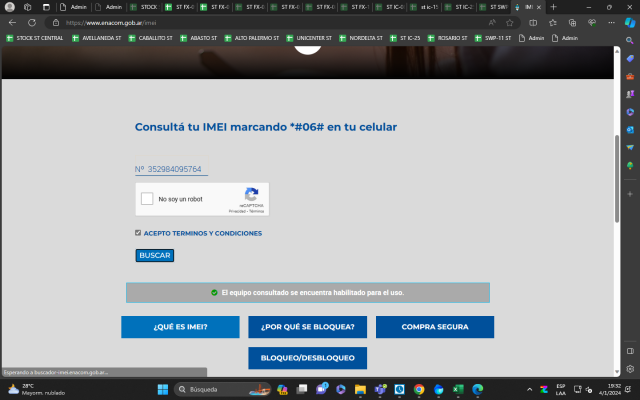 Admin
Admin
STOCK
ST FX-
ST FX-
ST FX-
ST FX-
ST FX-
ST FX-1
ST IC-
st ic-1
ST IC-2
ST SW
IME
https://www.enacom.gob.ar/imei
STOCK ST CENTRAL
AVELLANEDA ST
CABALLITO ST
ABASTO ST
ALTO PALERMO ST
UNICENTER ST
NORDELTA ST
ST IC-25
ROSARIO ST
SWP-11 ST
Admin
Admin
Consultá tu IMEI marcando *#06# en tu celular
Nº 352984095764
No soy un robot
reCAPTCHA
Privacidad - Términos
ACEPTO TERMINOS Y CONDICIONES
BUSCAR
El equipo consultado se encuentra habilitado para el uso.
¿QUÉ ES IMEI?
¿POR QUÉ SE BLOQUEA?
COMPRA SEGURA
BLOQUEO/DESBLOQUEO
Esperando a buscador-imei.enacom.gob.ar...
28°C
Mayorm. nublado
Búsqueda
ESP
LAA
19:32
4/1/2024